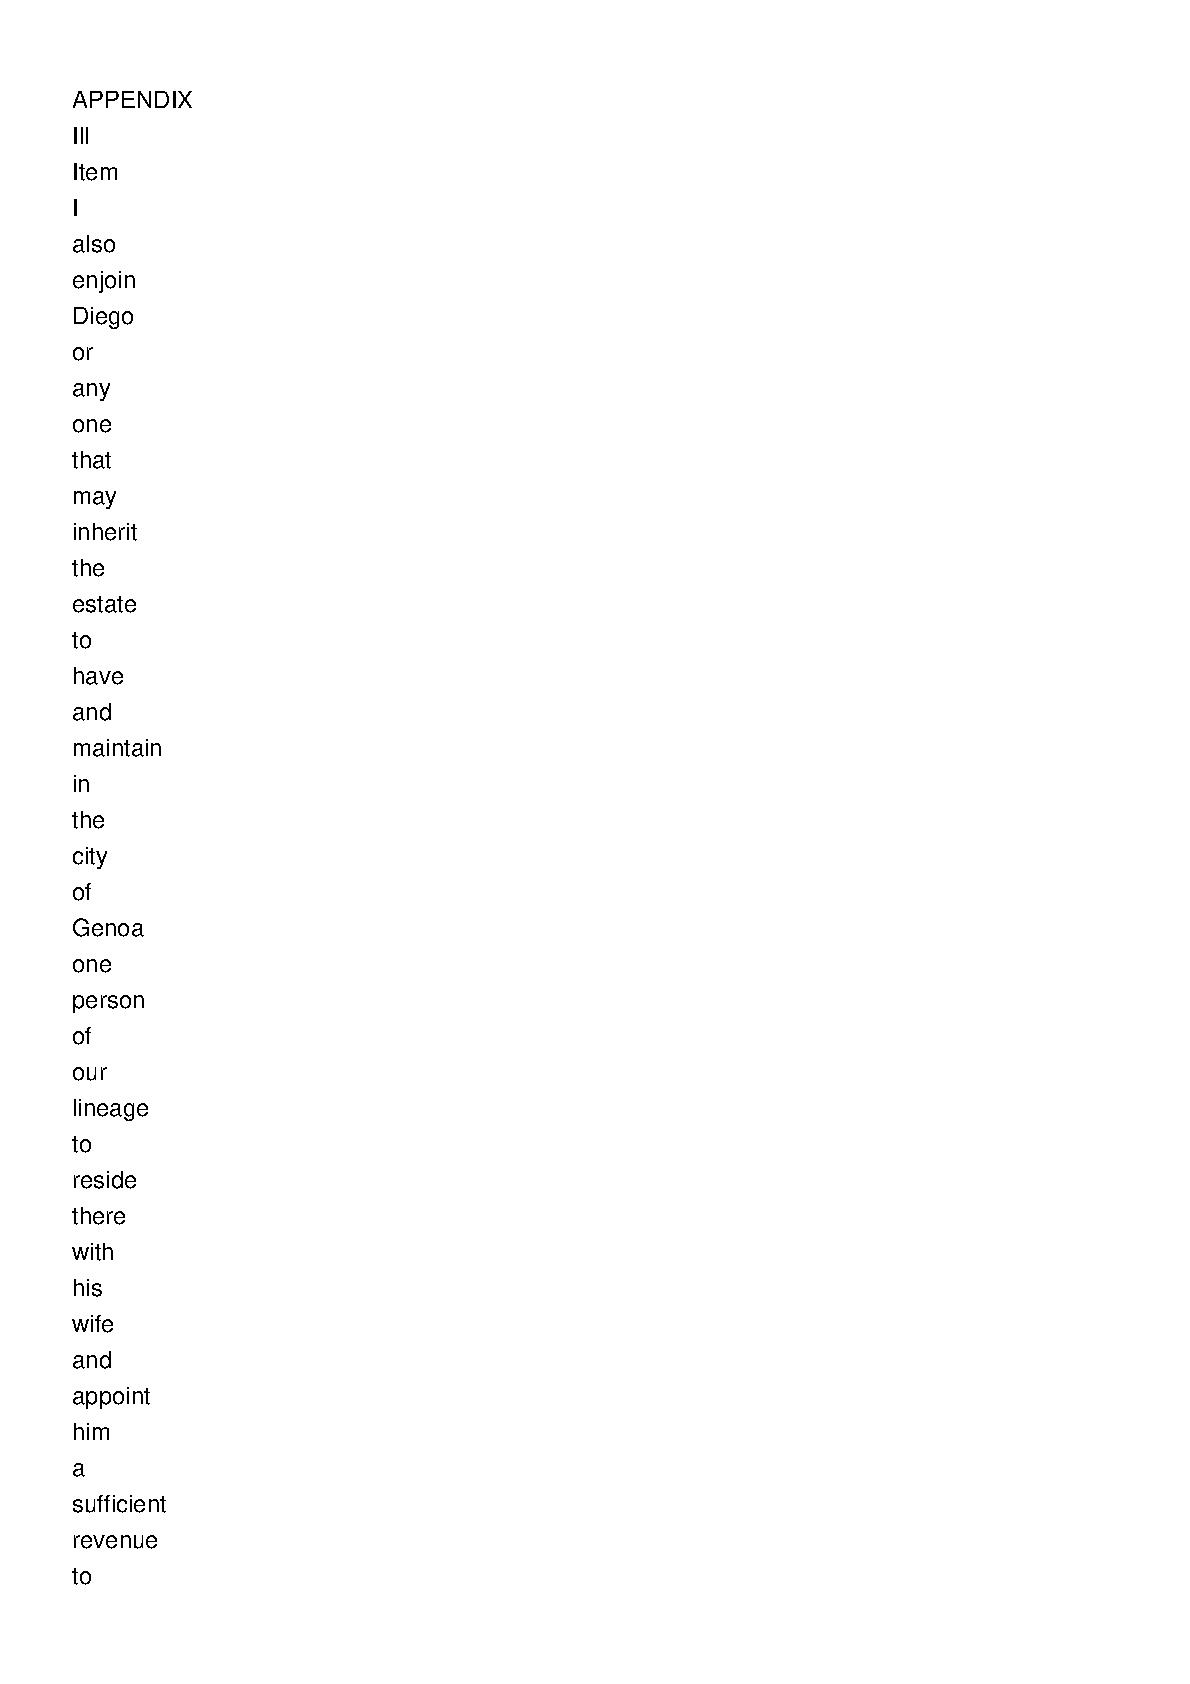 APPENDIX
Ill
Item
I
also
enjoin
Diego
or
any
one
that
may
inherit
the
estate
to
have
and
maintain
in
the
city
of
Genoa
one
person
of
our
lineage
to
reside
there
with
his
wife
and
appoint
him
a
sufficient
revenue
to